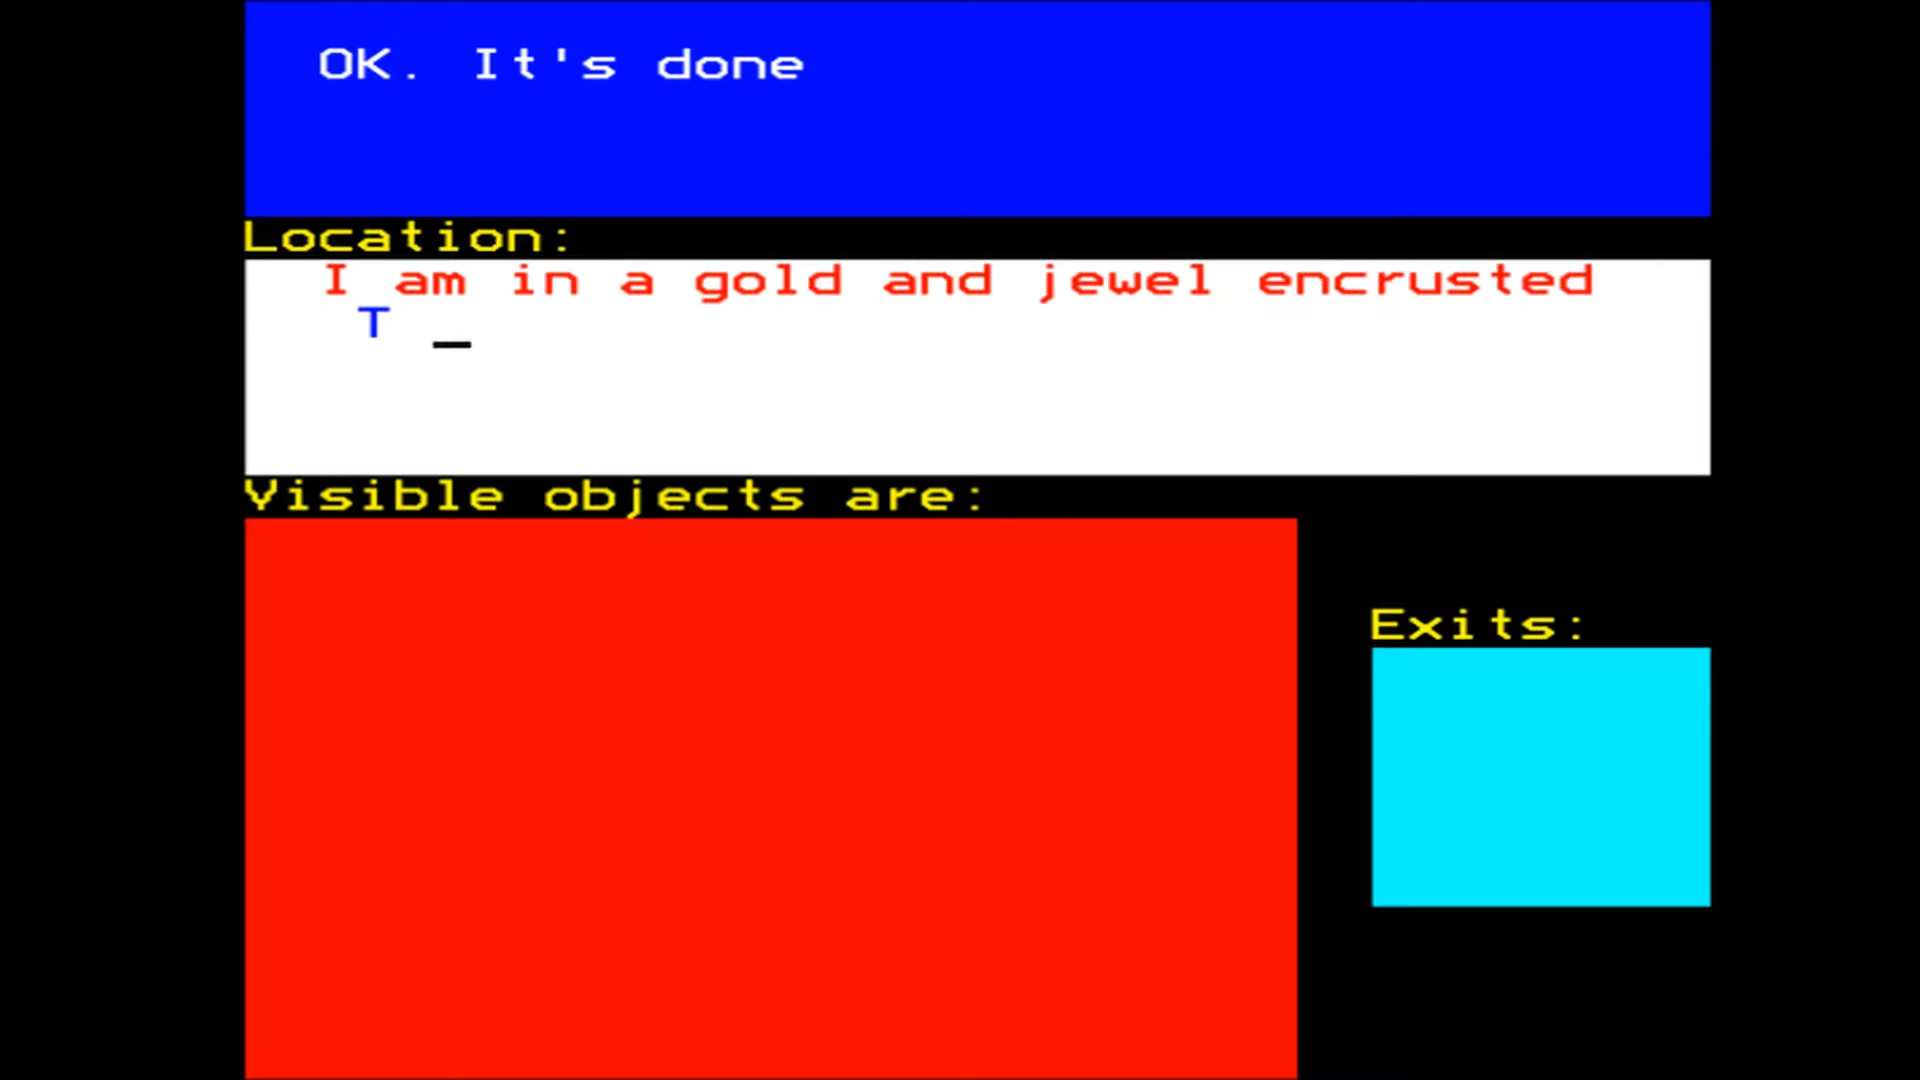 OK. It's done
Location:
I am in a gold and jewel encrusted
T _
Visible objects are:
Exits: